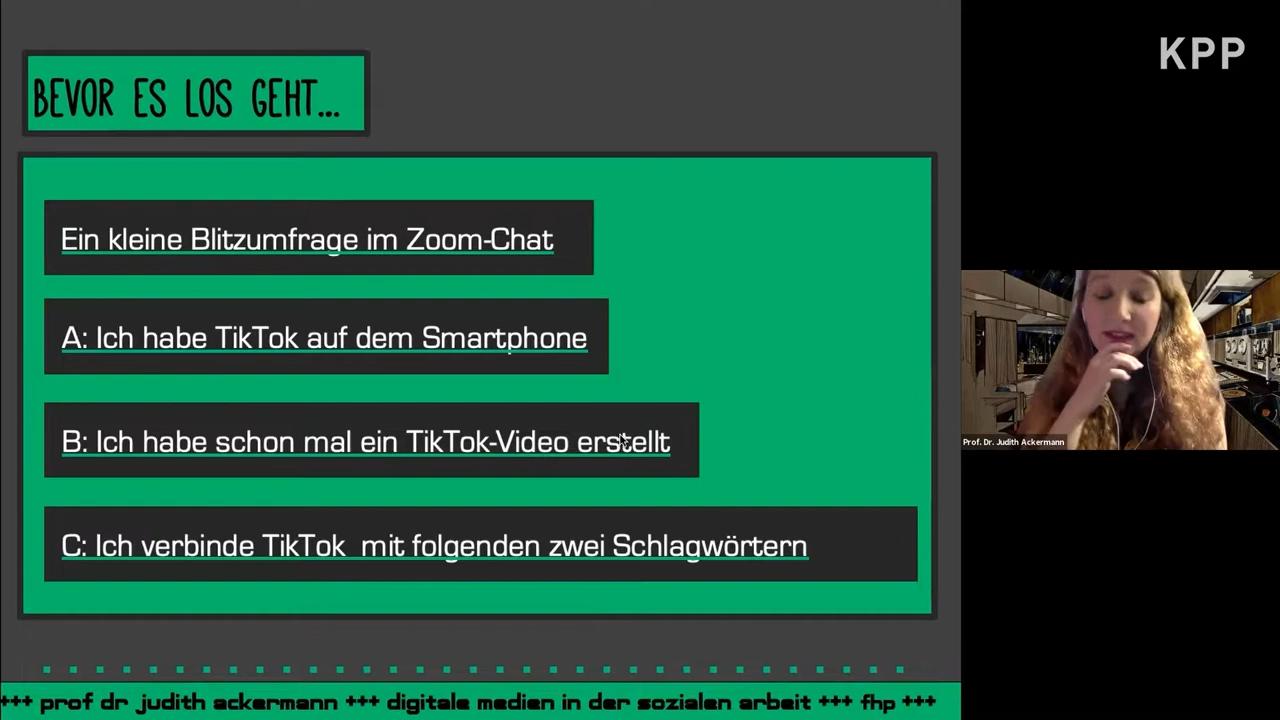 KPP
BEVOR ES LOS GEHT...
Ein kleine Blitzumfrage im Zoom-Chat
A: Ich habe TikTok auf dem Smartphone
B: Ich habe schon mal ein TikTok-Video erstellt
C: Ich verbinde TikTok mit folgenden zwei Schlagwörtern
Prof. Dr. Judith Ackermann
+++ prof dr judith ackermann +++ digitale medien in der sozialen arbeit +++ fhp +++